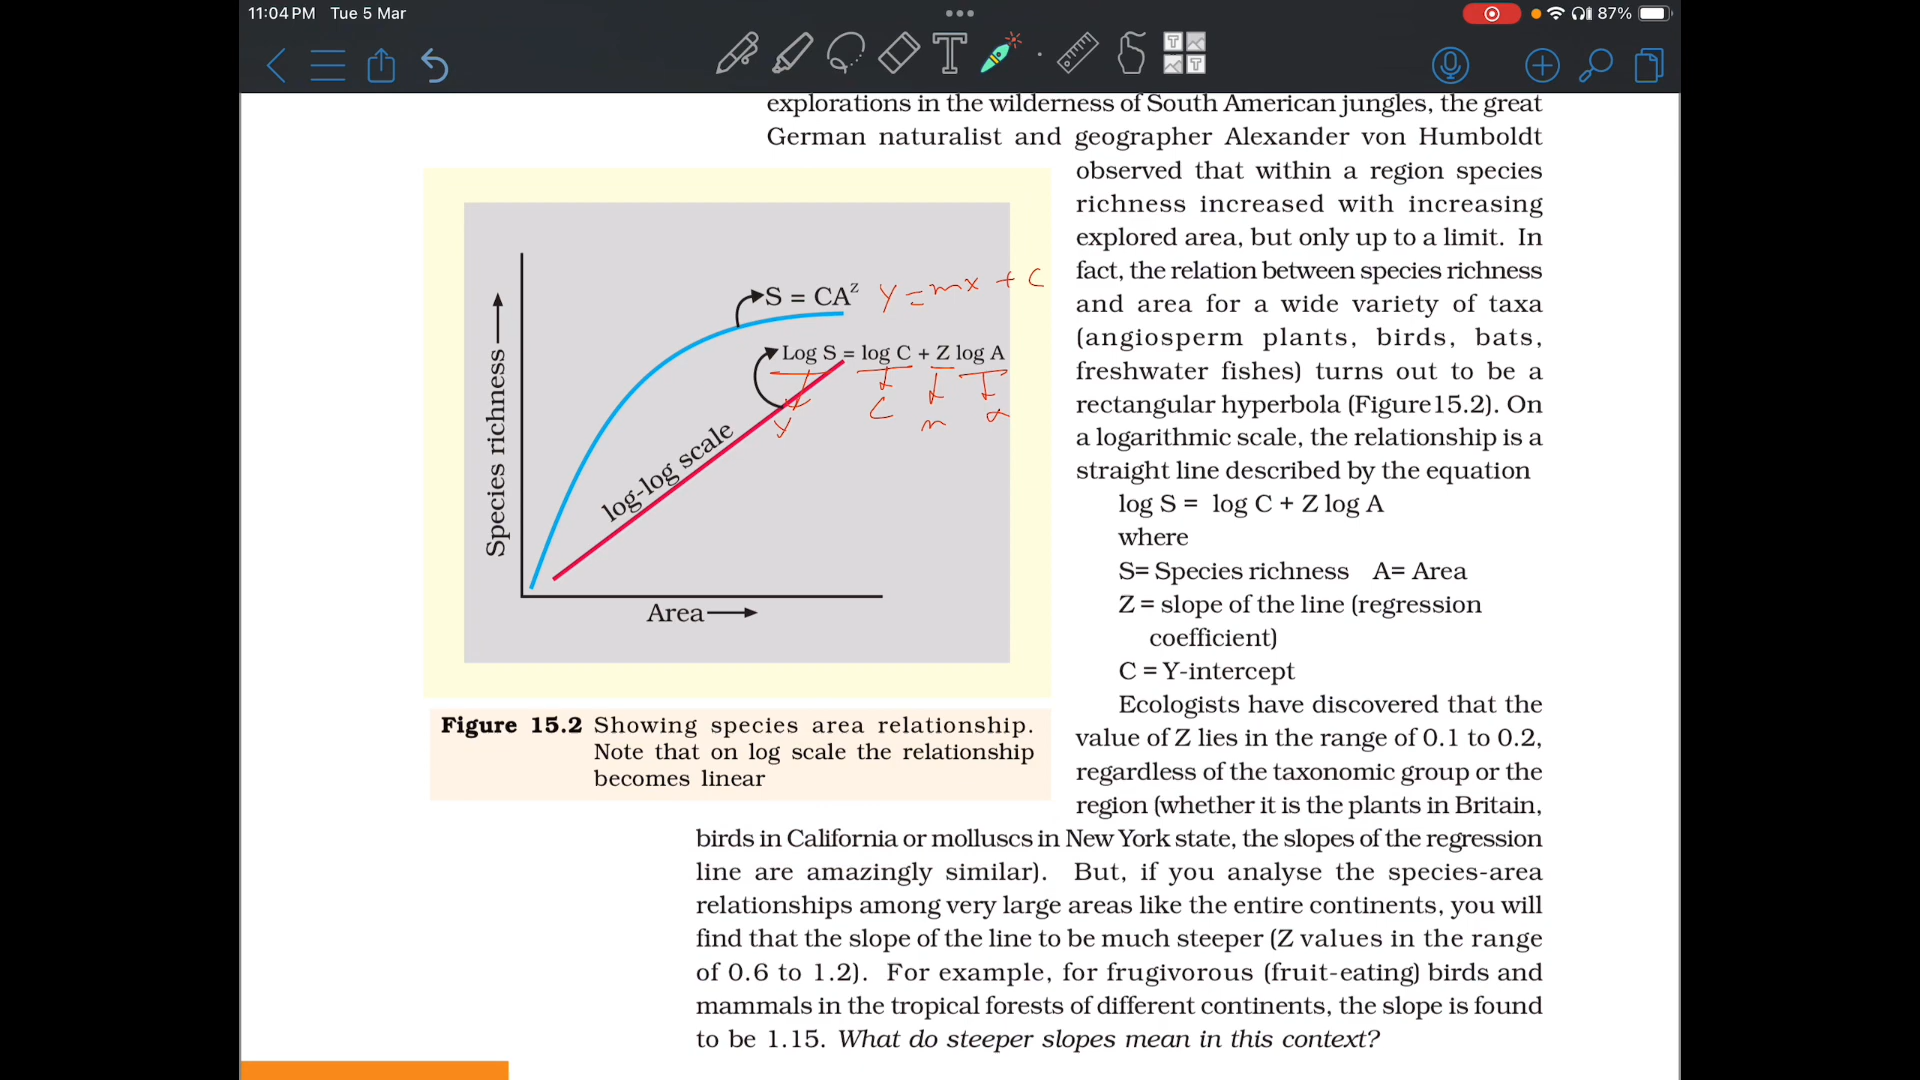 11:04 PM Tue 5 Mar
87%
explorations in the wilderness of South American jungles, the great
German naturalist and geographer Alexander von Humboldt
observed that within a region species
richness increased with increasing
explored area, but only up to a limit. In
fact, the relation between species richness
and area for a wide variety of taxa
(angiosperm plants, birds, bats,
freshwater fishes) turns out to be a
rectangular hyperbola (Figure15.2). On
a logarithmic scale, the relationship is a
straight line described by the equation
log S = log C + Z log A
where
S= Species richness A= Area
Z = slope of the line (regression
coefficient)
C = Y-intercept
Ecologists have discovered that the
value of Z lies in the range of 0.1 to 0.2,
regardless of the taxonomic group or the
region (whether it is the plants in Britain,
birds in California or molluscs in New York state, the slopes of the regression
line are amazingly similar). But, if you analyse the species-area
relationships among very large areas like the entire continents, you will
find that the slope of the line to be much steeper (Z values in the range
of 0.6 to 1.2). For example, for frugivorous (fruit-eating) birds and
mammals in the tropical forests of different continents, the slope is found
to be 1.15. What do steeper slopes mean in this context?
S = CA^Z y = mx + C
Log S = log C + Z log A
y C m x
log-log scale
Species richness
Area
Figure 15.2 Showing species area relationship.
Note that on log scale the relationship
becomes linear